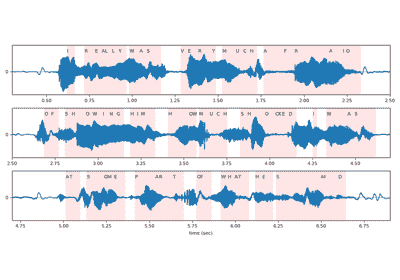 I REALLY WAS VERY MUCH AFRAID
0
0.50 0.75 1.00 1.25 1.50 1.75 2.00 2.25 2.50
OF SHOWING HIM HOW MUCH SHOCKED I WAS
0
2.50 2.75 3.00 3.25 3.50 3.75 4.00 4.25 4.50
AT SOME PART OF WHAT HE SAID
0
4.75 5.00 5.25 5.50 5.75 6.00 6.25 6.50 6.75
time (sec)